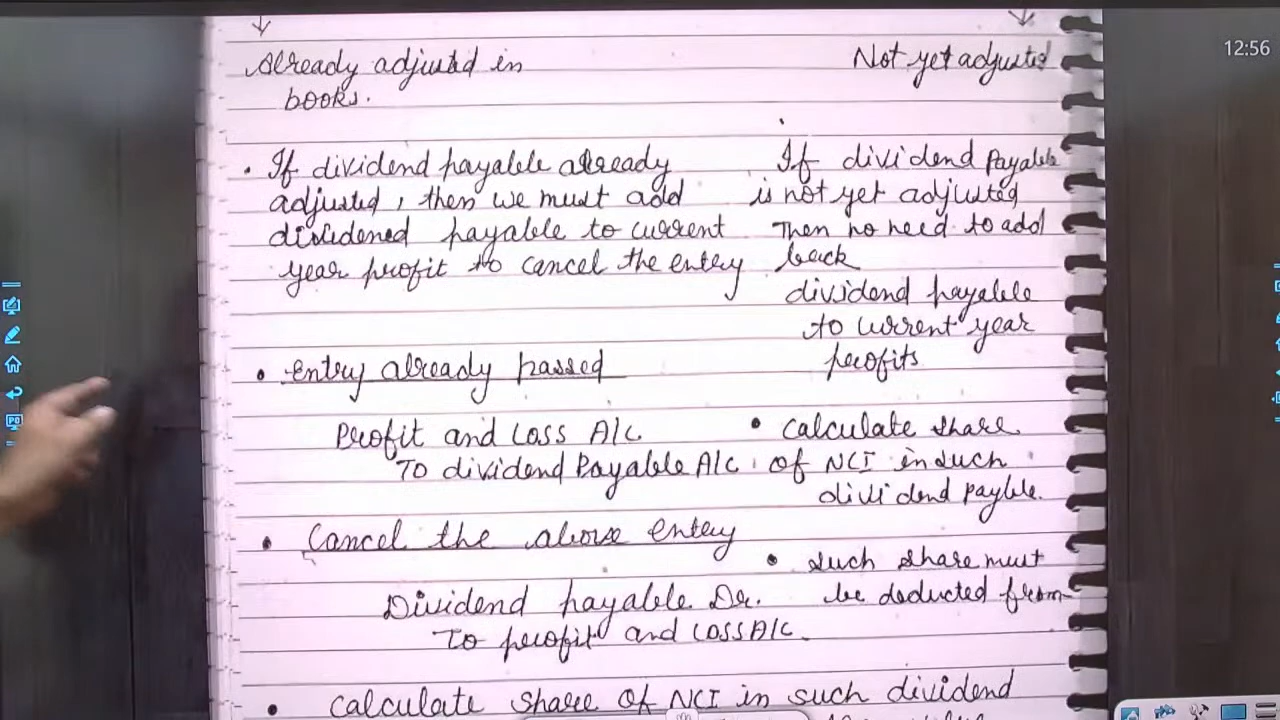 12:56
Already adjusted in
books.
• If dividend payable already
adjusted, then we must add
dividened payable to current
year profit to cancel the entry
• Entry already passed
Profit and Loss A/C
To dividend Payable A/C
• Cancel the above entry
Dividend payable Dr.
To profit and Loss A/C
• Calculate share of NCI in such dividend
Not yet adjusted
If dividend Payable
is not yet adjusted
Then no need to add
back
dividend payable
to current year
profits
• Calculate share
of NCI in such
dividend payble.
• Such share must
be deducted from